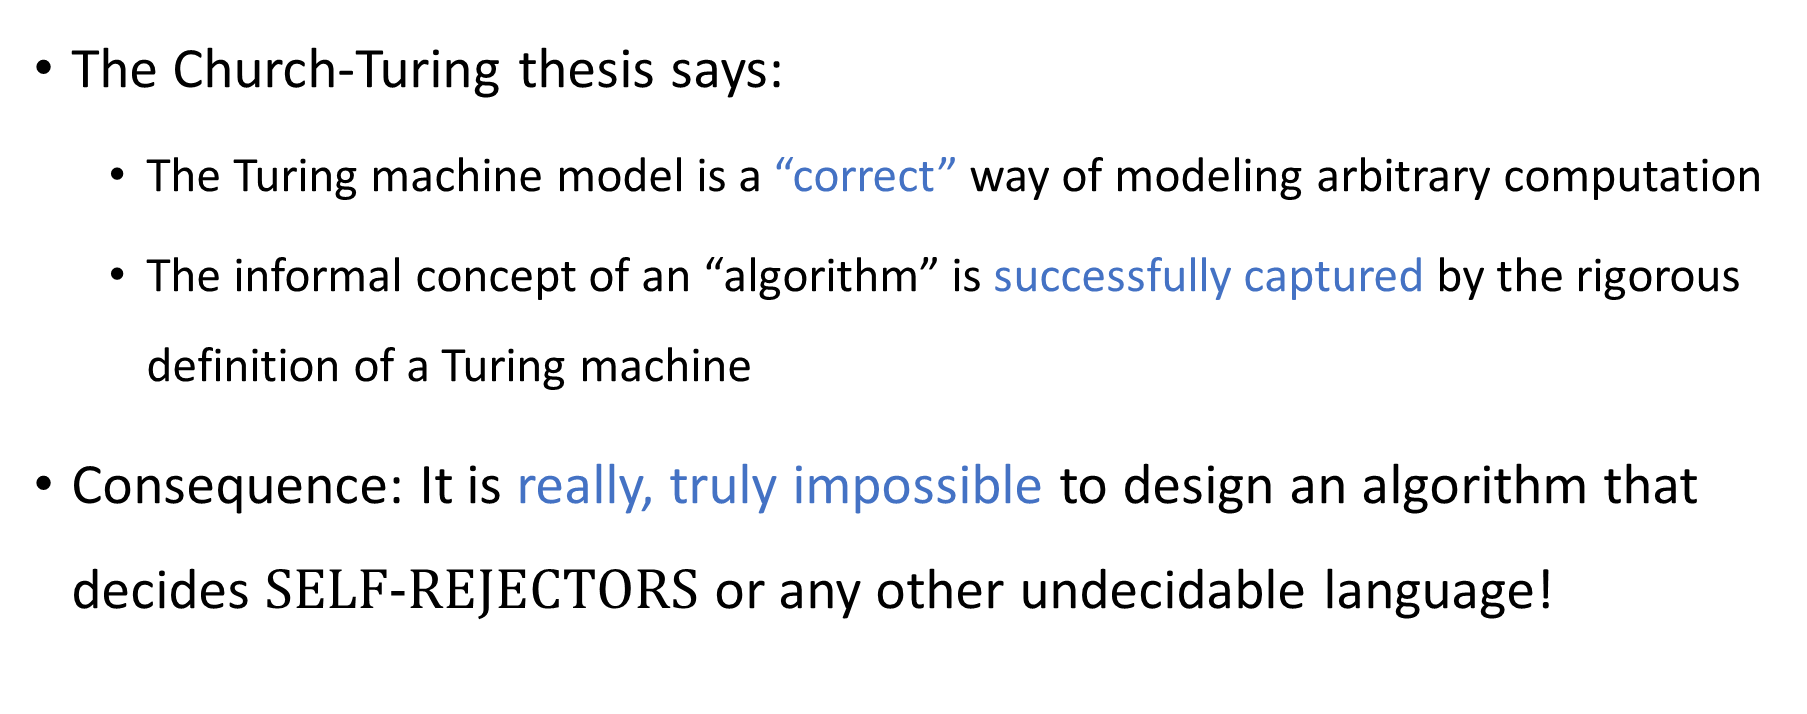 • The Church-Turing thesis says:
• The Turing machine model is a “correct” way of modeling arbitrary computation
• The informal concept of an “algorithm” is successfully captured by the rigorous
definition of a Turing machine
• Consequence: It is really, truly impossible to design an algorithm that
decides SELF-REJECTORS or any other undecidable language!